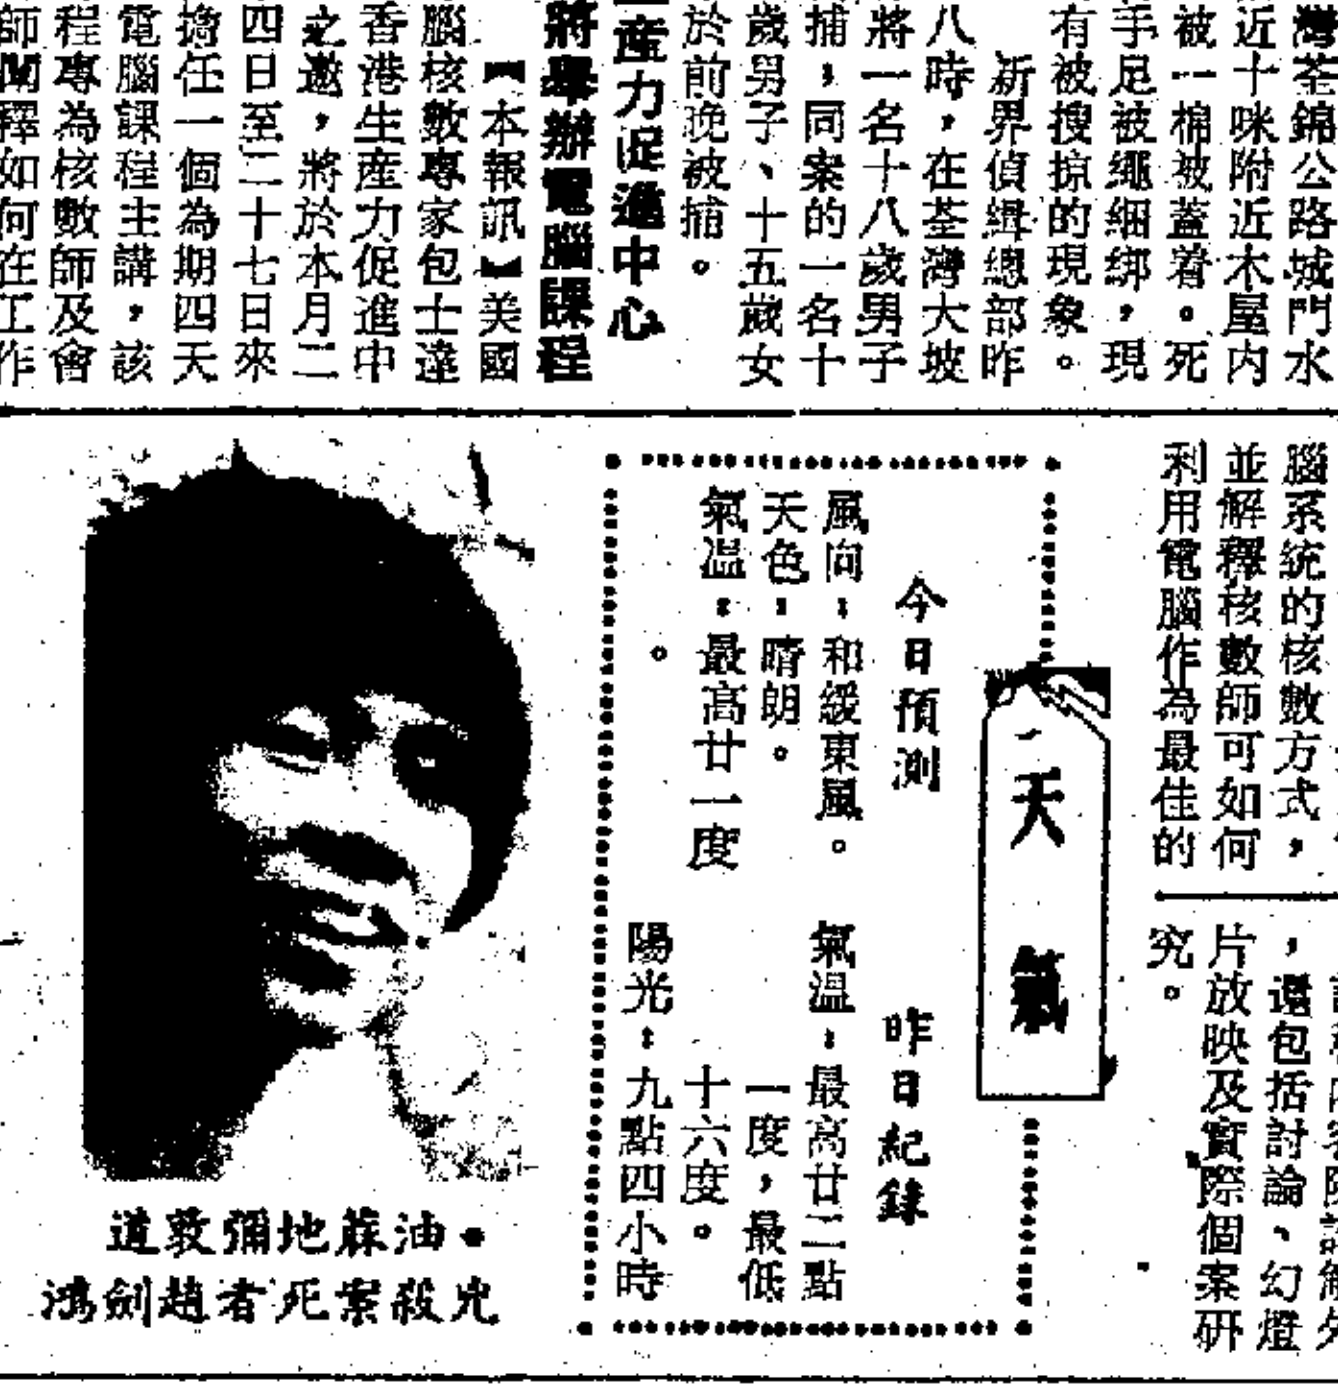 灣荃錦公路城門水
近十咪附近木屋内
被一棉被蓋着。死
手足被繩綑綁，現
有被搜掠的現象。
新界偵緝總部昨
八時，在荃灣大坡
將一名十八歲男子
捕，同案的一名十
歲男子、十五歲女
於前晚被捕。
產力促進中心
將舉辦電腦課程
【本報訊】美國
腦核數專家包士達
香港生産力促進中
之邀，將於本月二
四日至二十七日來
擔任一個為期四天
電腦課程主講，該
程專為核數師及會
師闡釋如何在工作
腦系統的核數方式，
並解釋核數師可如何
利用電腦作為最佳的
，還包括討論、幻燈
片放映及實際個案研
究。
天氣
今日預測
風向：和緩東風。
天色：晴朗。
氣温：最高廿一度
。
昨日紀錄
氣温：最高廿二點
一度，最低
十六度。
陽光：九點四小時
●油蔴地彌敦道
兇殺案死者趙劍鴻